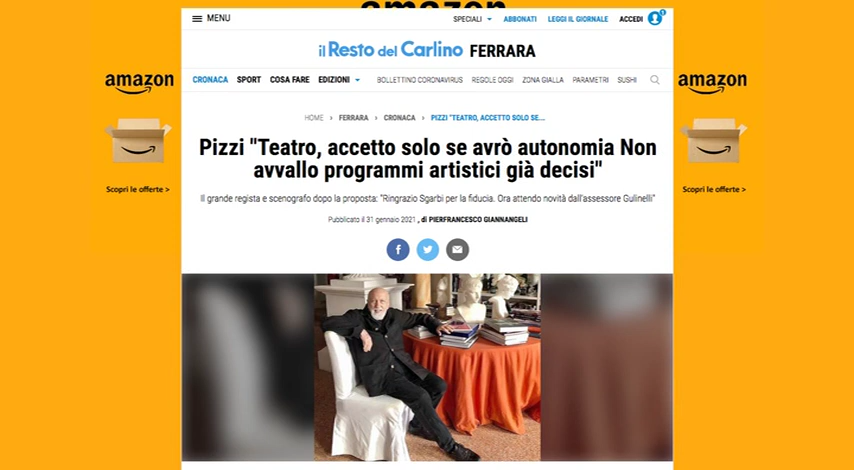 amazon
MENU
SPECIALI
ABBONATI
LEGGI IL GIORNALE
ACCEDI
1
il Resto del Carlino FERRARA
CRONACA SPORT COSA FARE EDIZIONI BOLLETTINO CORONAVIRUS REGOLE OGGI ZONA GIALLA PARAMETRI SUSHI
amazon
Scopri le offerte >
amazon
Scopri le offerte >
HOME › FERRARA › CRONACA › PIZZI "TEATRO, ACCETTO SOLO SE...
Pizzi "Teatro, accetto solo se avrò autonomia Non
avvallo programmi artistici già decisi"
Il grande regista e scenografo dopo la proposta: "Ringrazio Sgarbi per la fiducia. Ora attendo novità dall'assessore Gulinelli"
Pubblicato il 31 gennaio 2021 , di PIERFRANCESCO GIANNANGELI
f